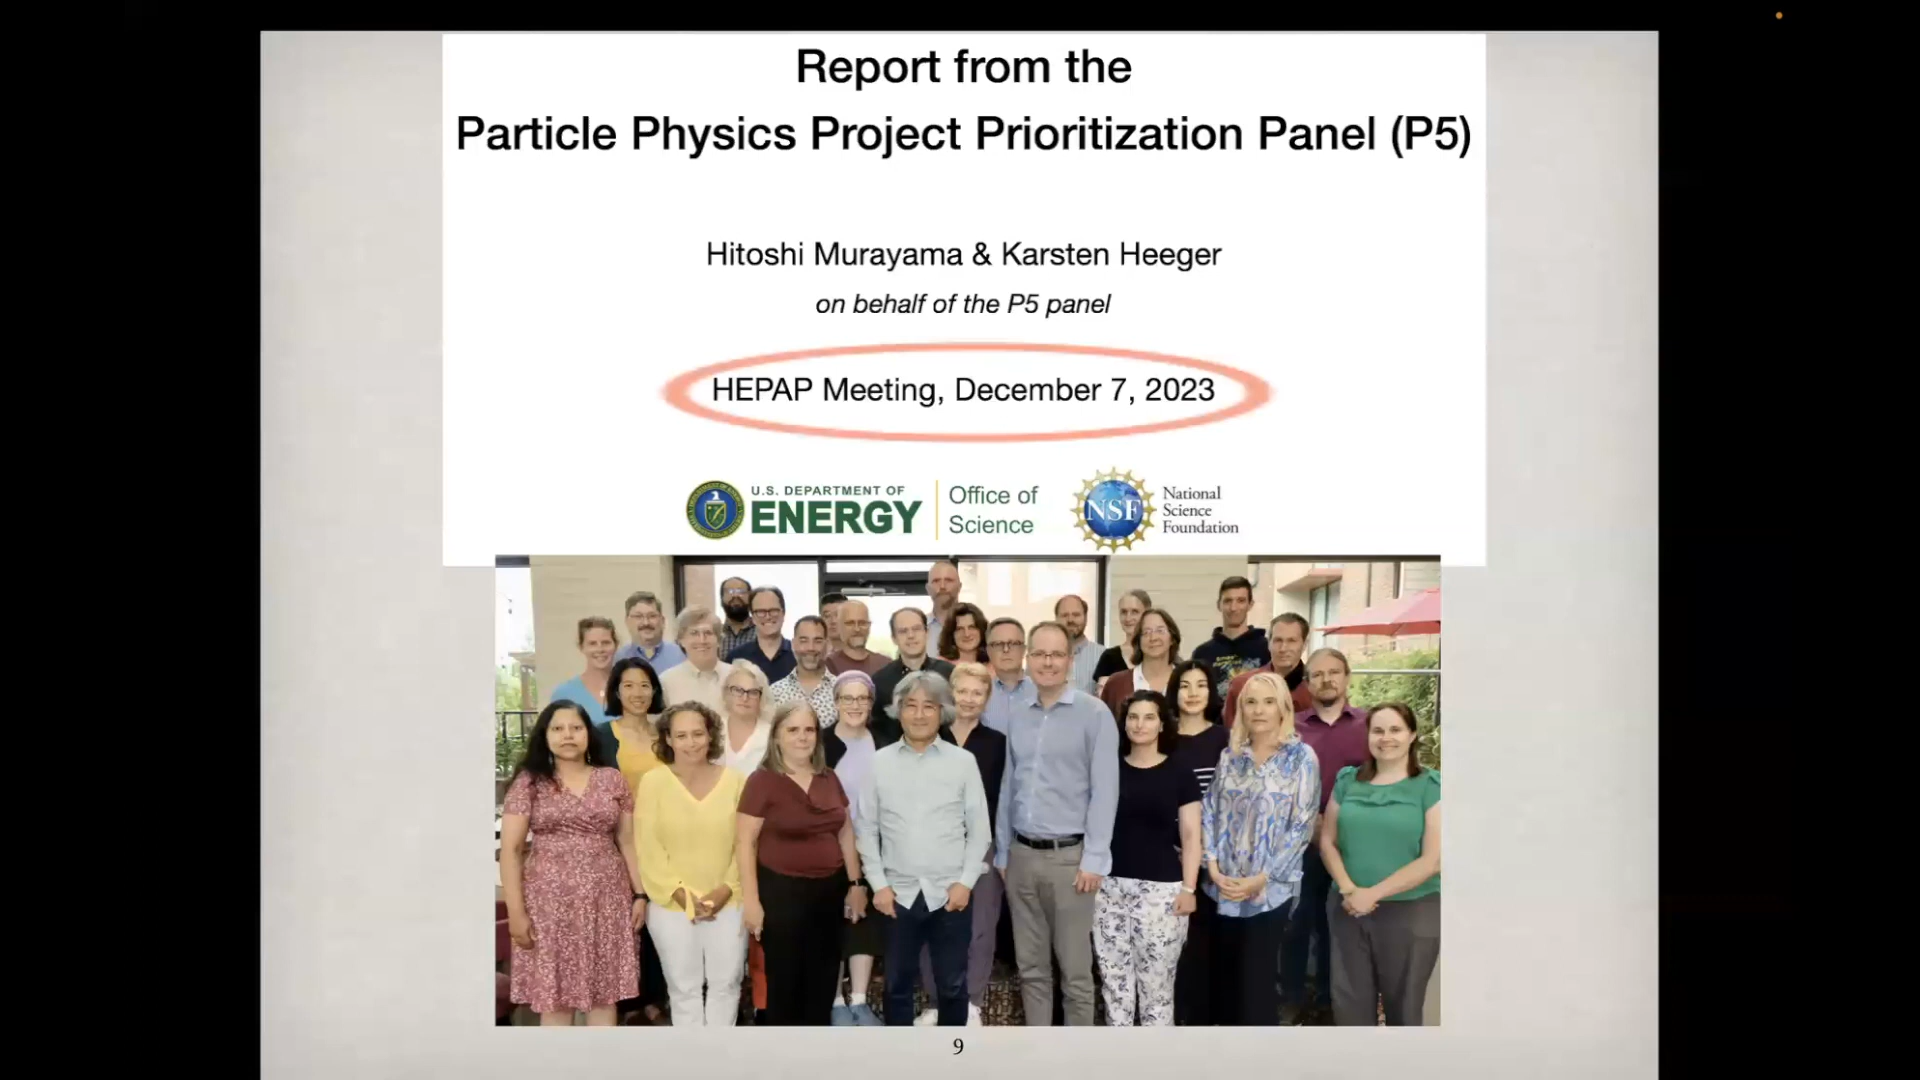 Report from the
Particle Physics Project Prioritization Panel (P5)
Hitoshi Murayama & Karsten Heeger
on behalf of the P5 panel
HEPAP Meeting, December 7, 2023
U.S. DEPARTMENT OF
ENERGY
Office of
Science
NSF
National
Science
Foundation
9